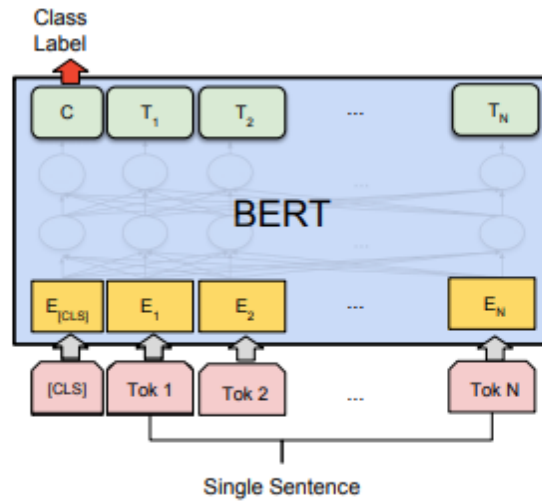 Class
Label
C T1 T2 --- TN
...
BERT
...
E[CLS] E1 E2 ... EN
[CLS] Tok 1 Tok 2 ... Tok N
Single Sentence